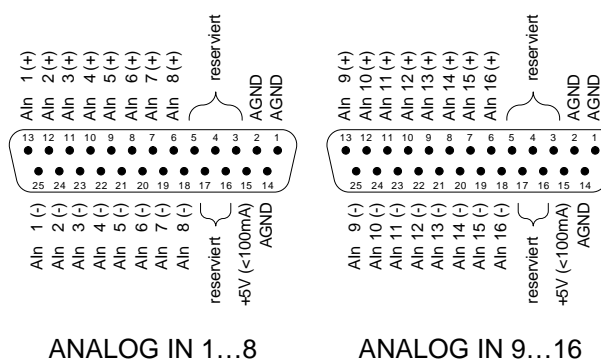 AIn 1 (+)
AIn 2 (+)
AIn 3 (+)
AIn 4 (+)
AIn 5 (+)
AIn 6 (+)
AIn 7 (+)
AIn 8 (+)
reserviert
AGND
AGND
13 12 11 10 9 8 7 6 5 4 3 2 1
25 24 23 22 21 20 19 18 17 16 15 14
AIn 1 (-)
AIn 2 (-)
AIn 3 (-)
AIn 4 (-)
AIn 5 (-)
AIn 6 (-)
AIn 7 (-)
AIn 8 (-)
reserviert
+5V (<100mA)
AGND
ANALOG IN 1...8
AIn 9 (+)
AIn 10 (+)
AIn 11 (+)
AIn 12 (+)
AIn 13 (+)
AIn 14 (+)
AIn 15 (+)
AIn 16 (+)
reserviert
AGND
AGND
13 12 11 10 9 8 7 6 5 4 3 2 1
25 24 23 22 21 20 19 18 17 16 15 14
AIn 9 (-)
AIn 10 (-)
AIn 11 (-)
AIn 12 (-)
AIn 13 (-)
AIn 14 (-)
AIn 15 (-)
AIn 16 (-)
reserviert
+5V (<100mA)
AGND
ANALOG IN 9...16